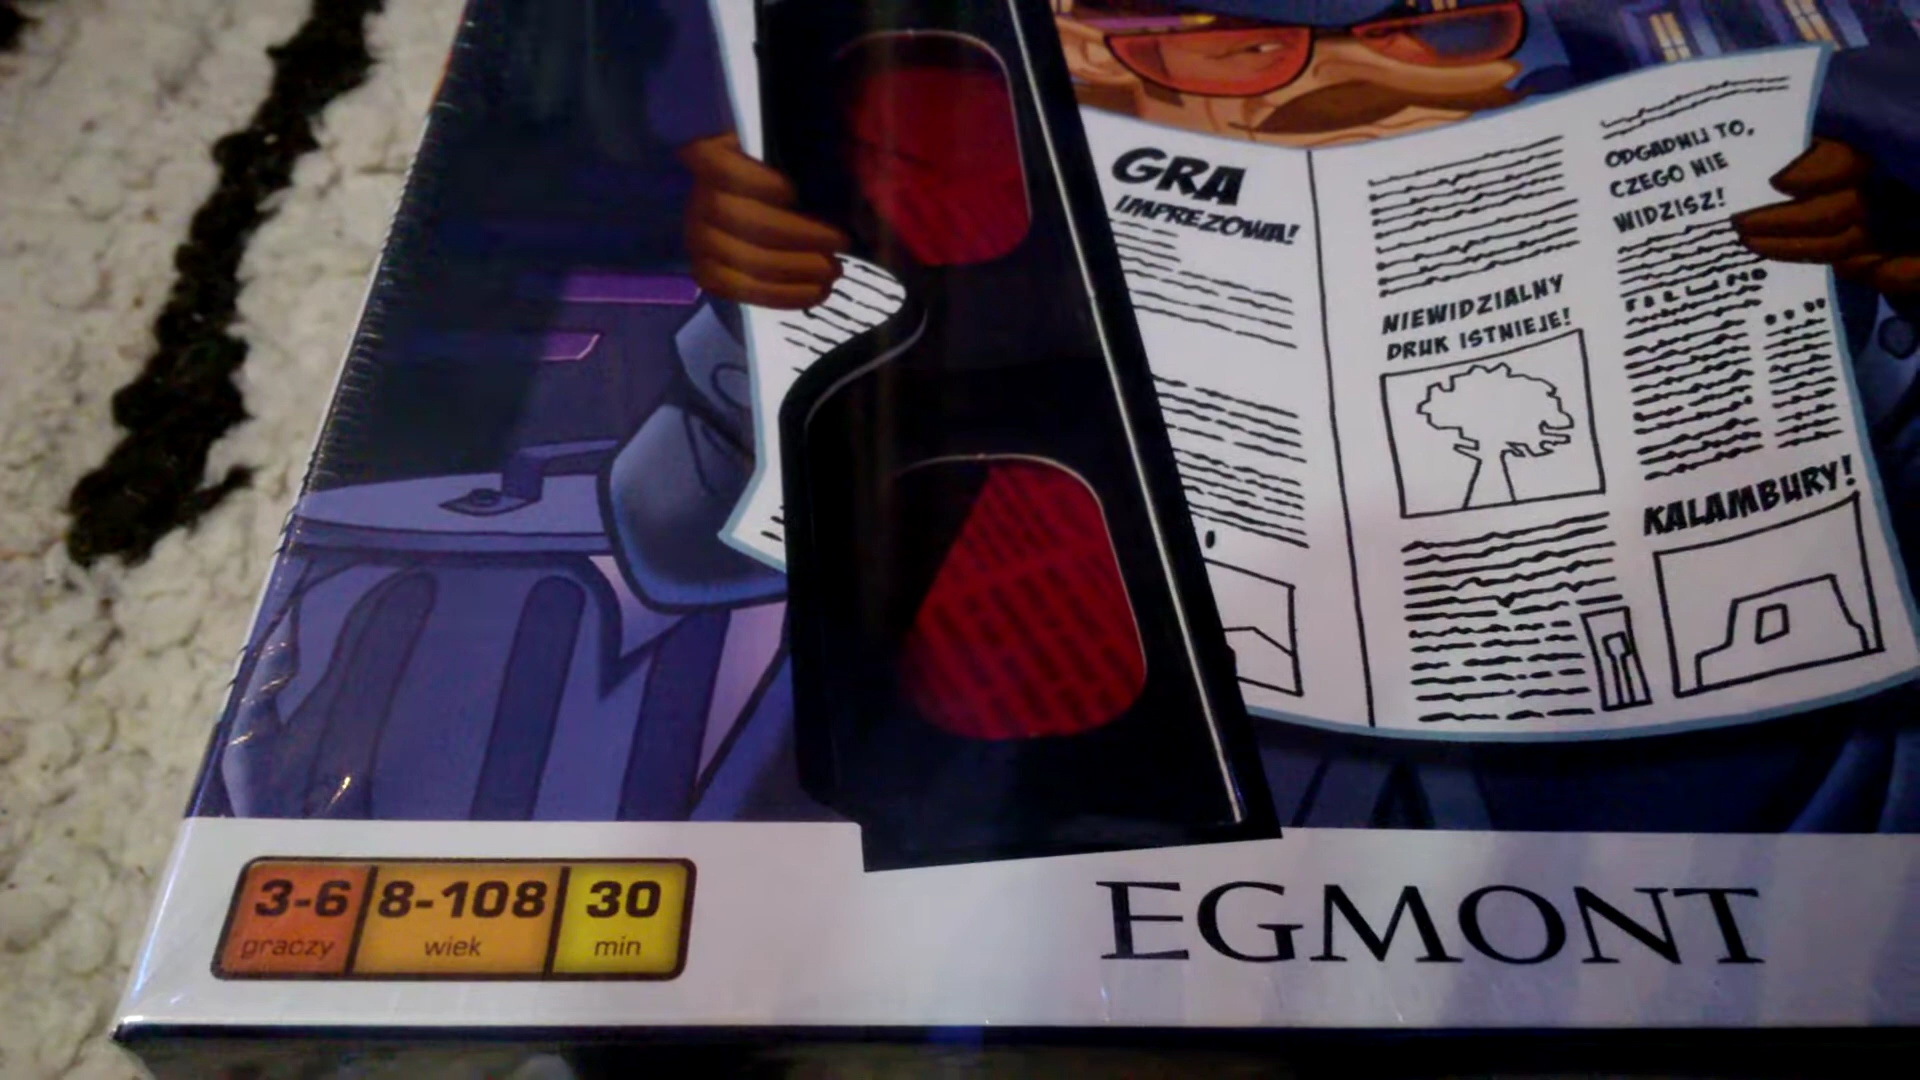 GRA
IMPREZOWA!
NIEWIDZIALNY
DRUK ISTNIEJE!
ODGADNIJ TO,
CZEGO NIE
WIDZISZ!
KALAMBURY!
3-6 8-108 30
graczy wiek min
EGMONT